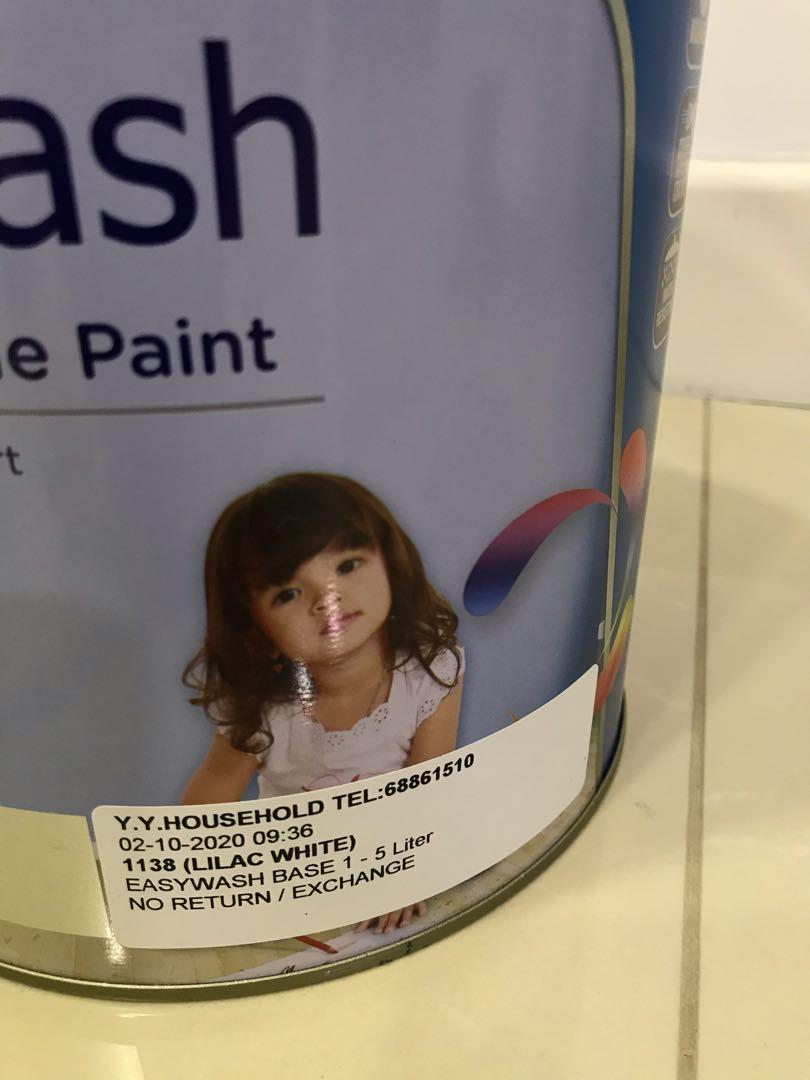 ash
e Paint
rt
Y.Y.HOUSEHOLD TEL:68861510
02-10-2020 09:36
1138 (LILAC WHITE)
EASYWASH BASE 1 - 5 Liter
NO RETURN / EXCHANGE